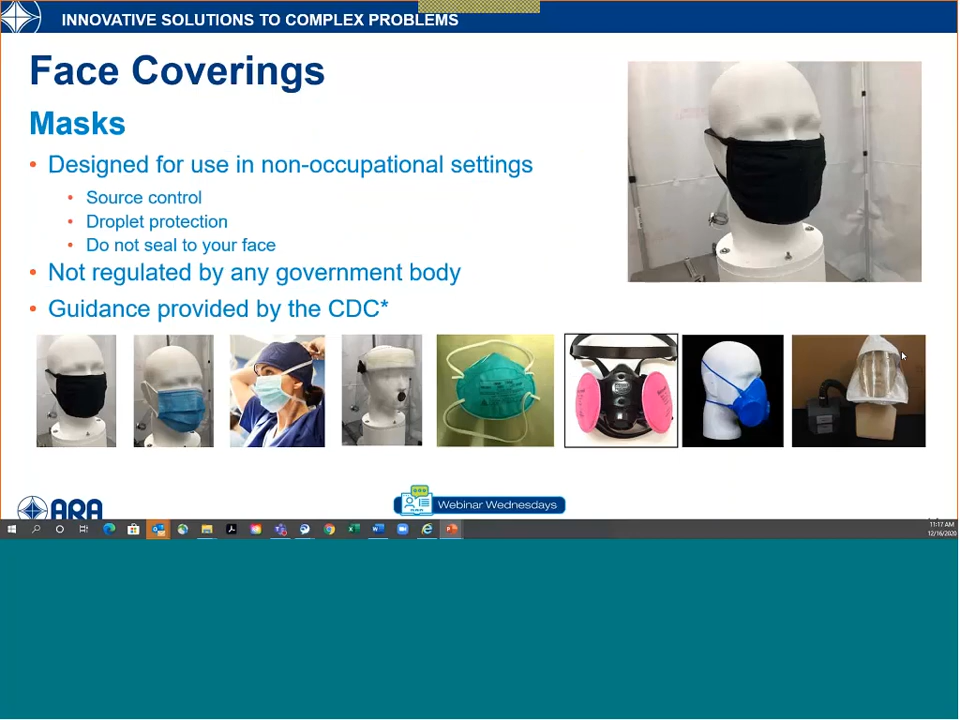 INNOVATIVE SOLUTIONS TO COMPLEX PROBLEMS
Face Coverings
Masks
• Designed for use in non-occupational settings
• Source control
• Droplet protection
• Do not seal to your face
• Not regulated by any government body
• Guidance provided by the CDC*
ARA
Webinar Wednesdays
11:17 AM
12/16/2020